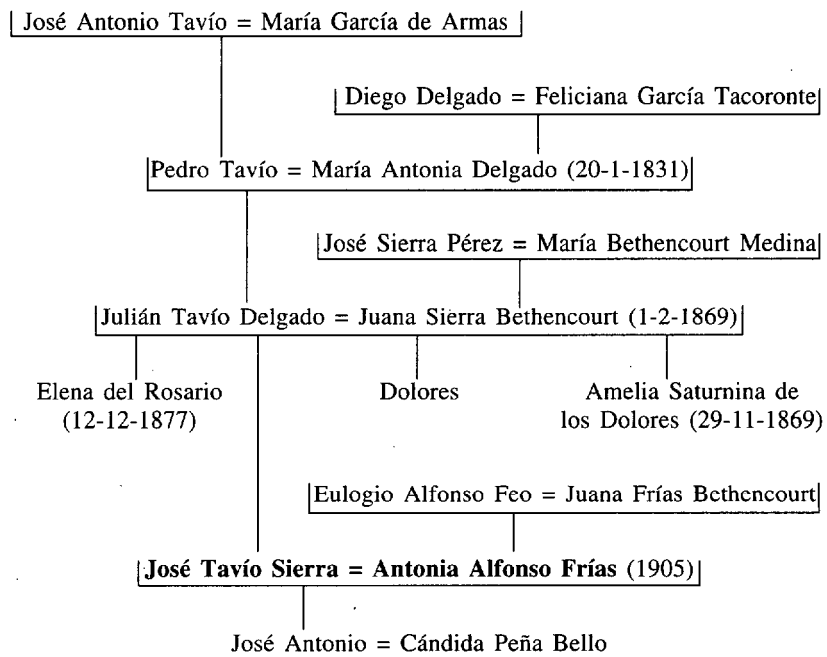 José Antonio Tavío = María García de Armas
Diego Delgado = Feliciana García Tacoronte
Pedro Tavío = María Antonia Delgado (20-1-1831)
José Sierra Pérez = María Bethencourt Medina
Julián Tavío Delgado = Juana Sierra Bethencourt (1-2-1869)
Elena del Rosario
(12-12-1877)
Dolores
Amelia Saturnina de
los Dolores (29-11-1869)
Eulogio Alfonso Feo = Juana Frías Bethencourt
José Tavío Sierra = Antonia Alfonso Frías (1905)
José Antonio = Cándida Peña Bello